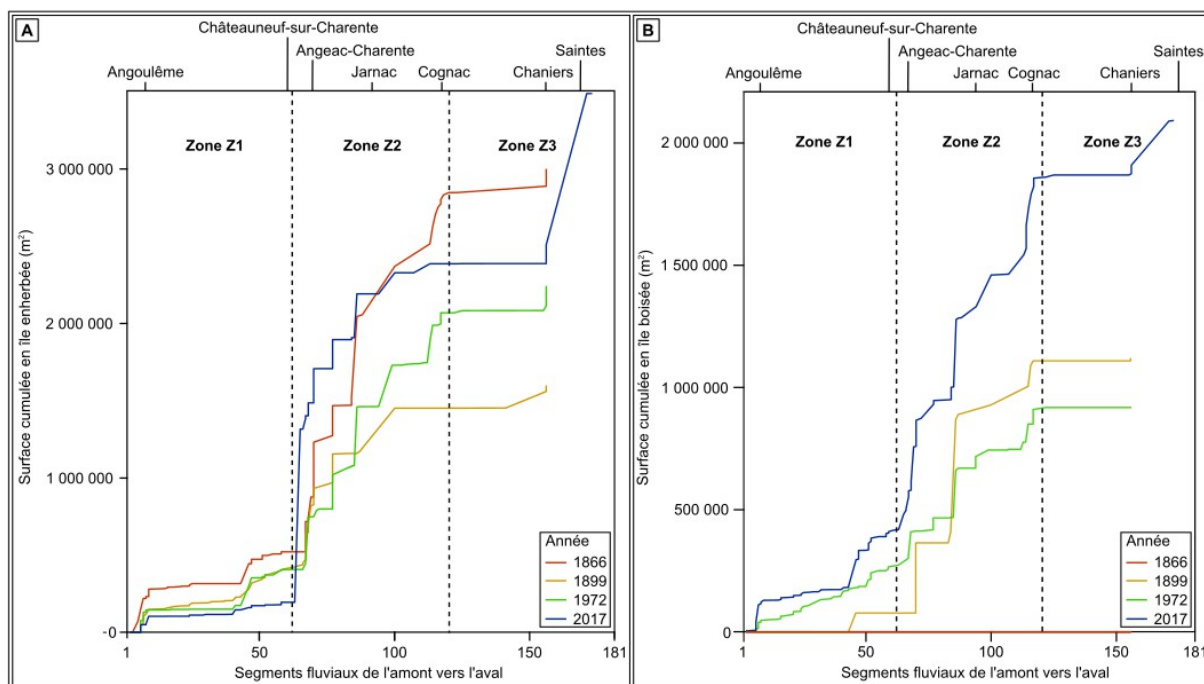 A
Châteauneuf-sur-Charente
Angeac-Charente
Saintes
Angoulême
Jarnac
Cognac
Chaniers
Zone Z1
Zone Z2
Zone Z3
3 000 000
2 000 000
1 000 000
-0
Surface cumulée en île enherbée (m²)
Année
1866
1899
1972
2017
1
50
100
150
181
Segments fluviaux de l'amont vers l'aval
B
Châteauneuf-sur-Charente
Angeac-Charente
Saintes
Angoulême
Jarnac
Cognac
Chaniers
Zone Z1
Zone Z2
Zone Z3
2 000 000
1 500 000
1 000 000
500 000
0
Surface cumulée en île boisée (m²)
Année
1866
1899
1972
2017
1
50
100
150
181
Segments fluviaux de l'amont vers l'aval